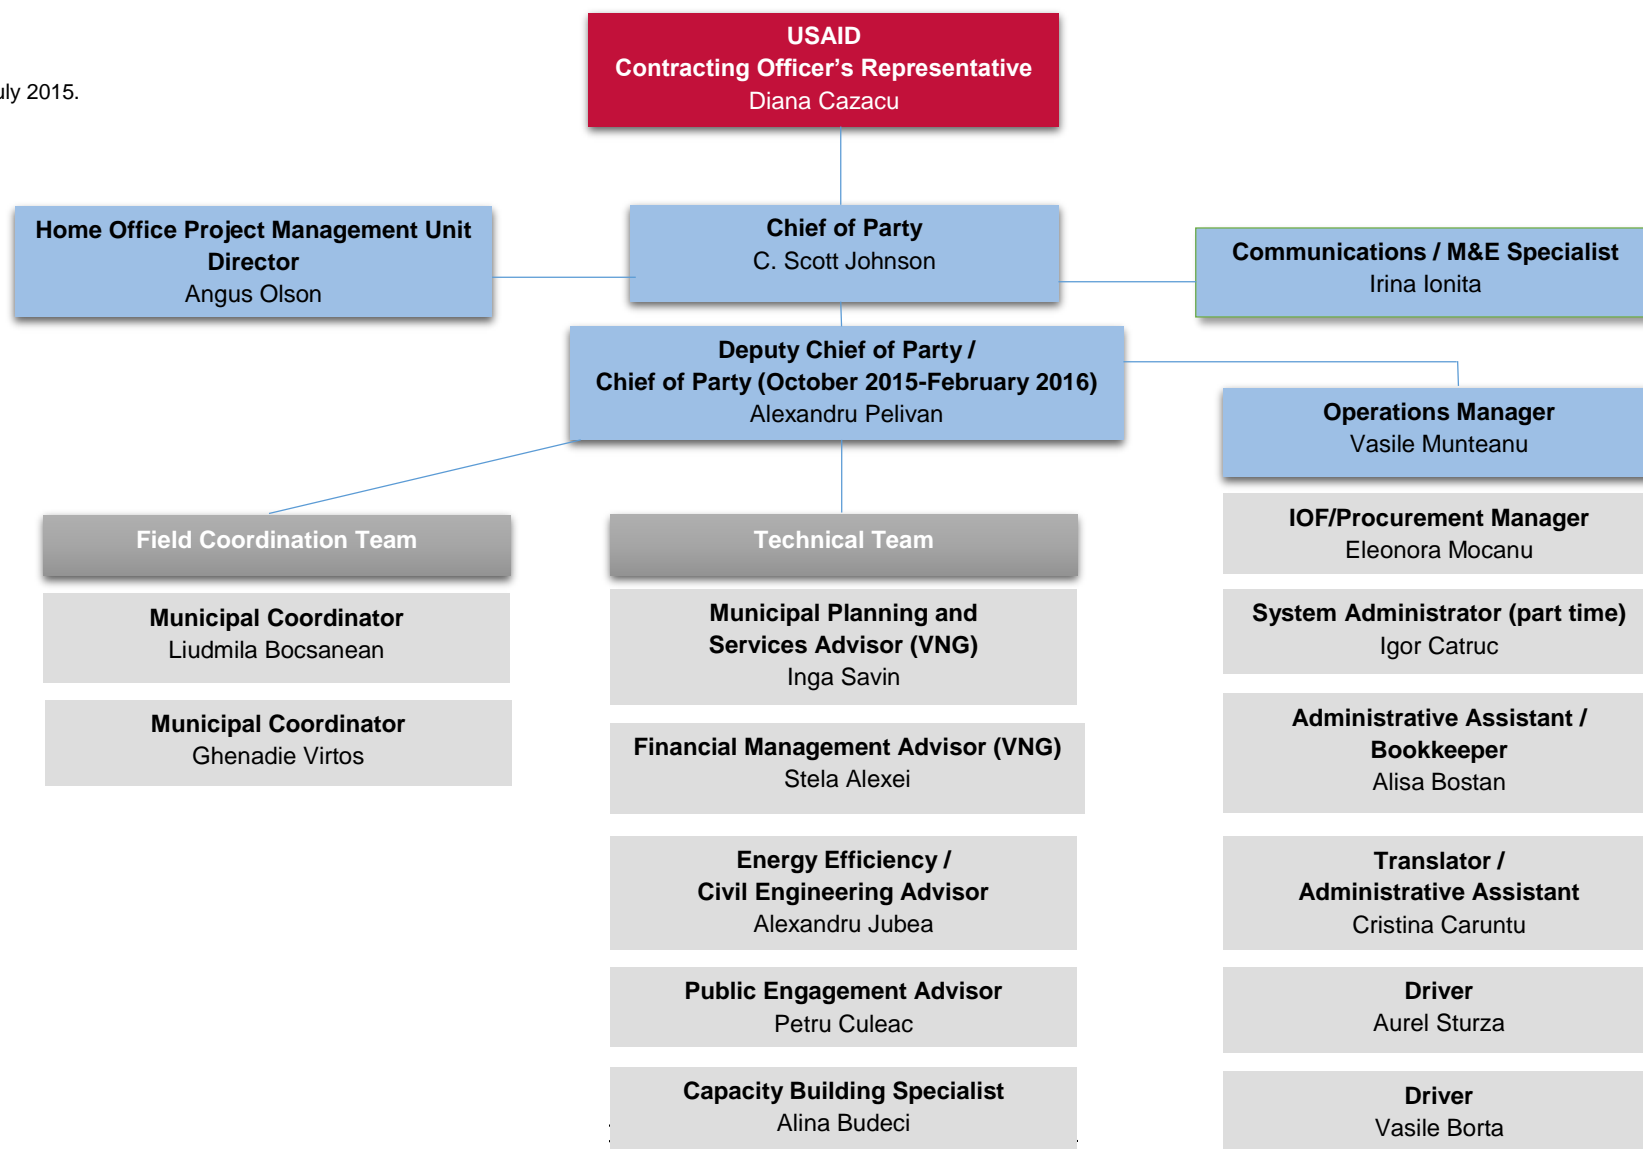 USAID
Contracting Officer's Representative
Diana Cazacu
uly 2015.
Home Office Project Management Unit
Director
Angus Olson
Chief of Party
C. Scott Johnson
Communications / M&E Specialist
Irina Ionita
Deputy Chief of Party /
Chief of Party (October 2015-February 2016)
Alexandru Pelivan
Operations Manager
Vasile Munteanu
Field Coordination Team
Municipal Coordinator
Liudmila Bocsanean
Municipal Coordinator
Ghenadie Virtos
Technical Team
Municipal Planning and
Services Advisor (VNG)
Inga Savin
Financial Management Advisor (VNG)
Stela Alexei
Energy Efficiency /
Civil Engineering Advisor
Alexandru Jubea
Public Engagement Advisor
Petru Culeac
Capacity Building Specialist
Alina Budeci
IOF/Procurement Manager
Eleonora Mocanu
System Administrator (part time)
Igor Catruc
Administrative Assistant /
Bookkeeper
Alisa Bostan
Translator /
Administrative Assistant
Cristina Caruntu
Driver
Aurel Sturza
Driver
Vasile Borta